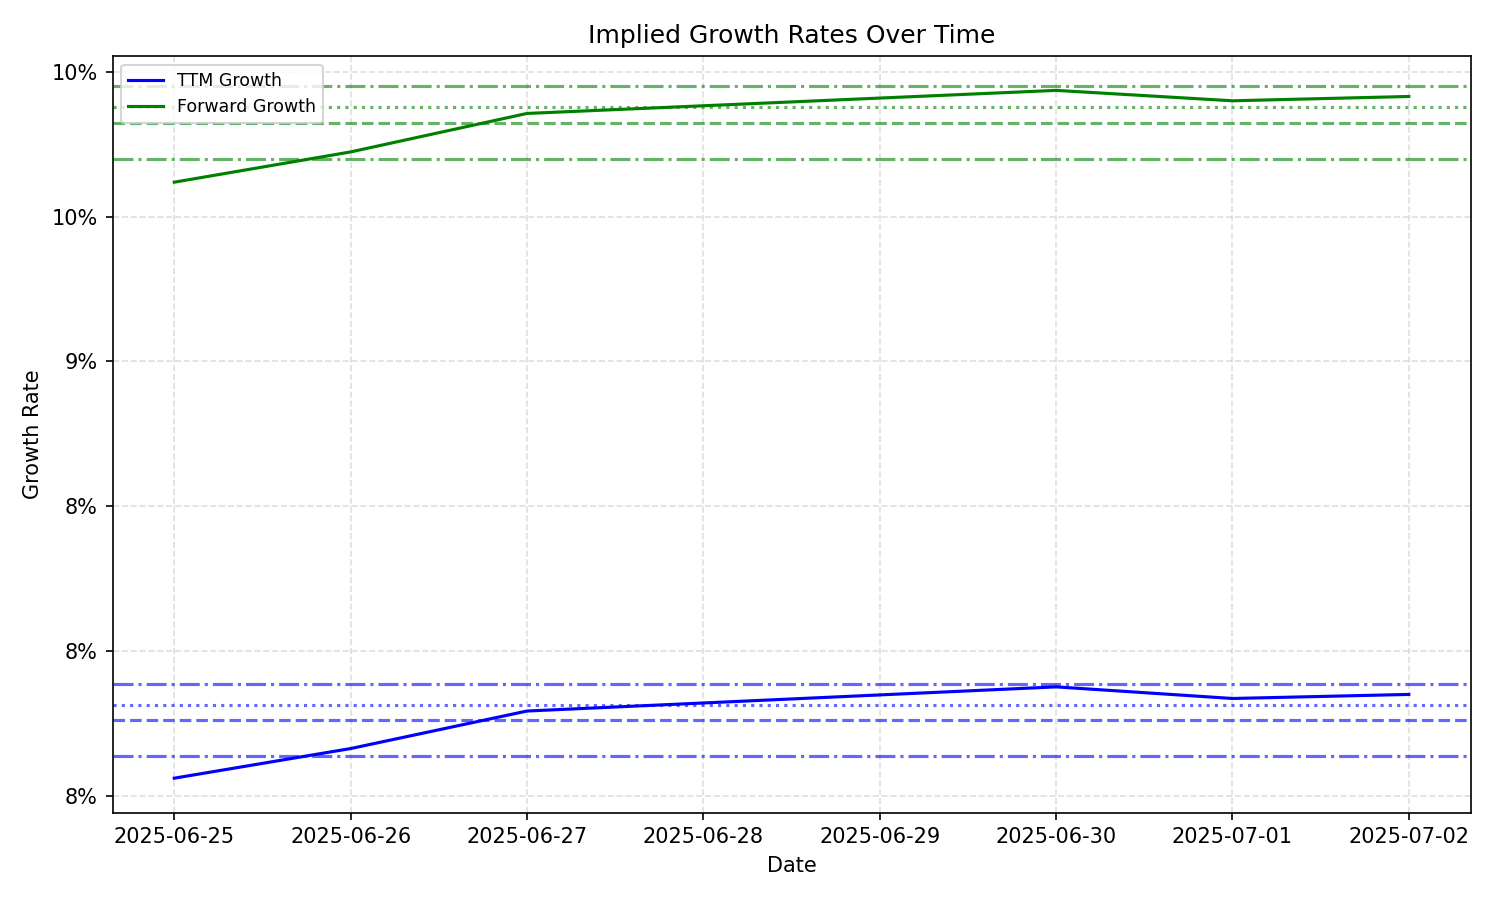 Implied Growth Rates Over Time
TTM Growth
Forward Growth
10%
10%
9%
8%
8%
8%
Growth Rate
2025-06-25
2025-06-26
2025-06-27
2025-06-28
2025-06-29
2025-06-30
2025-07-01
2025-07-02
Date